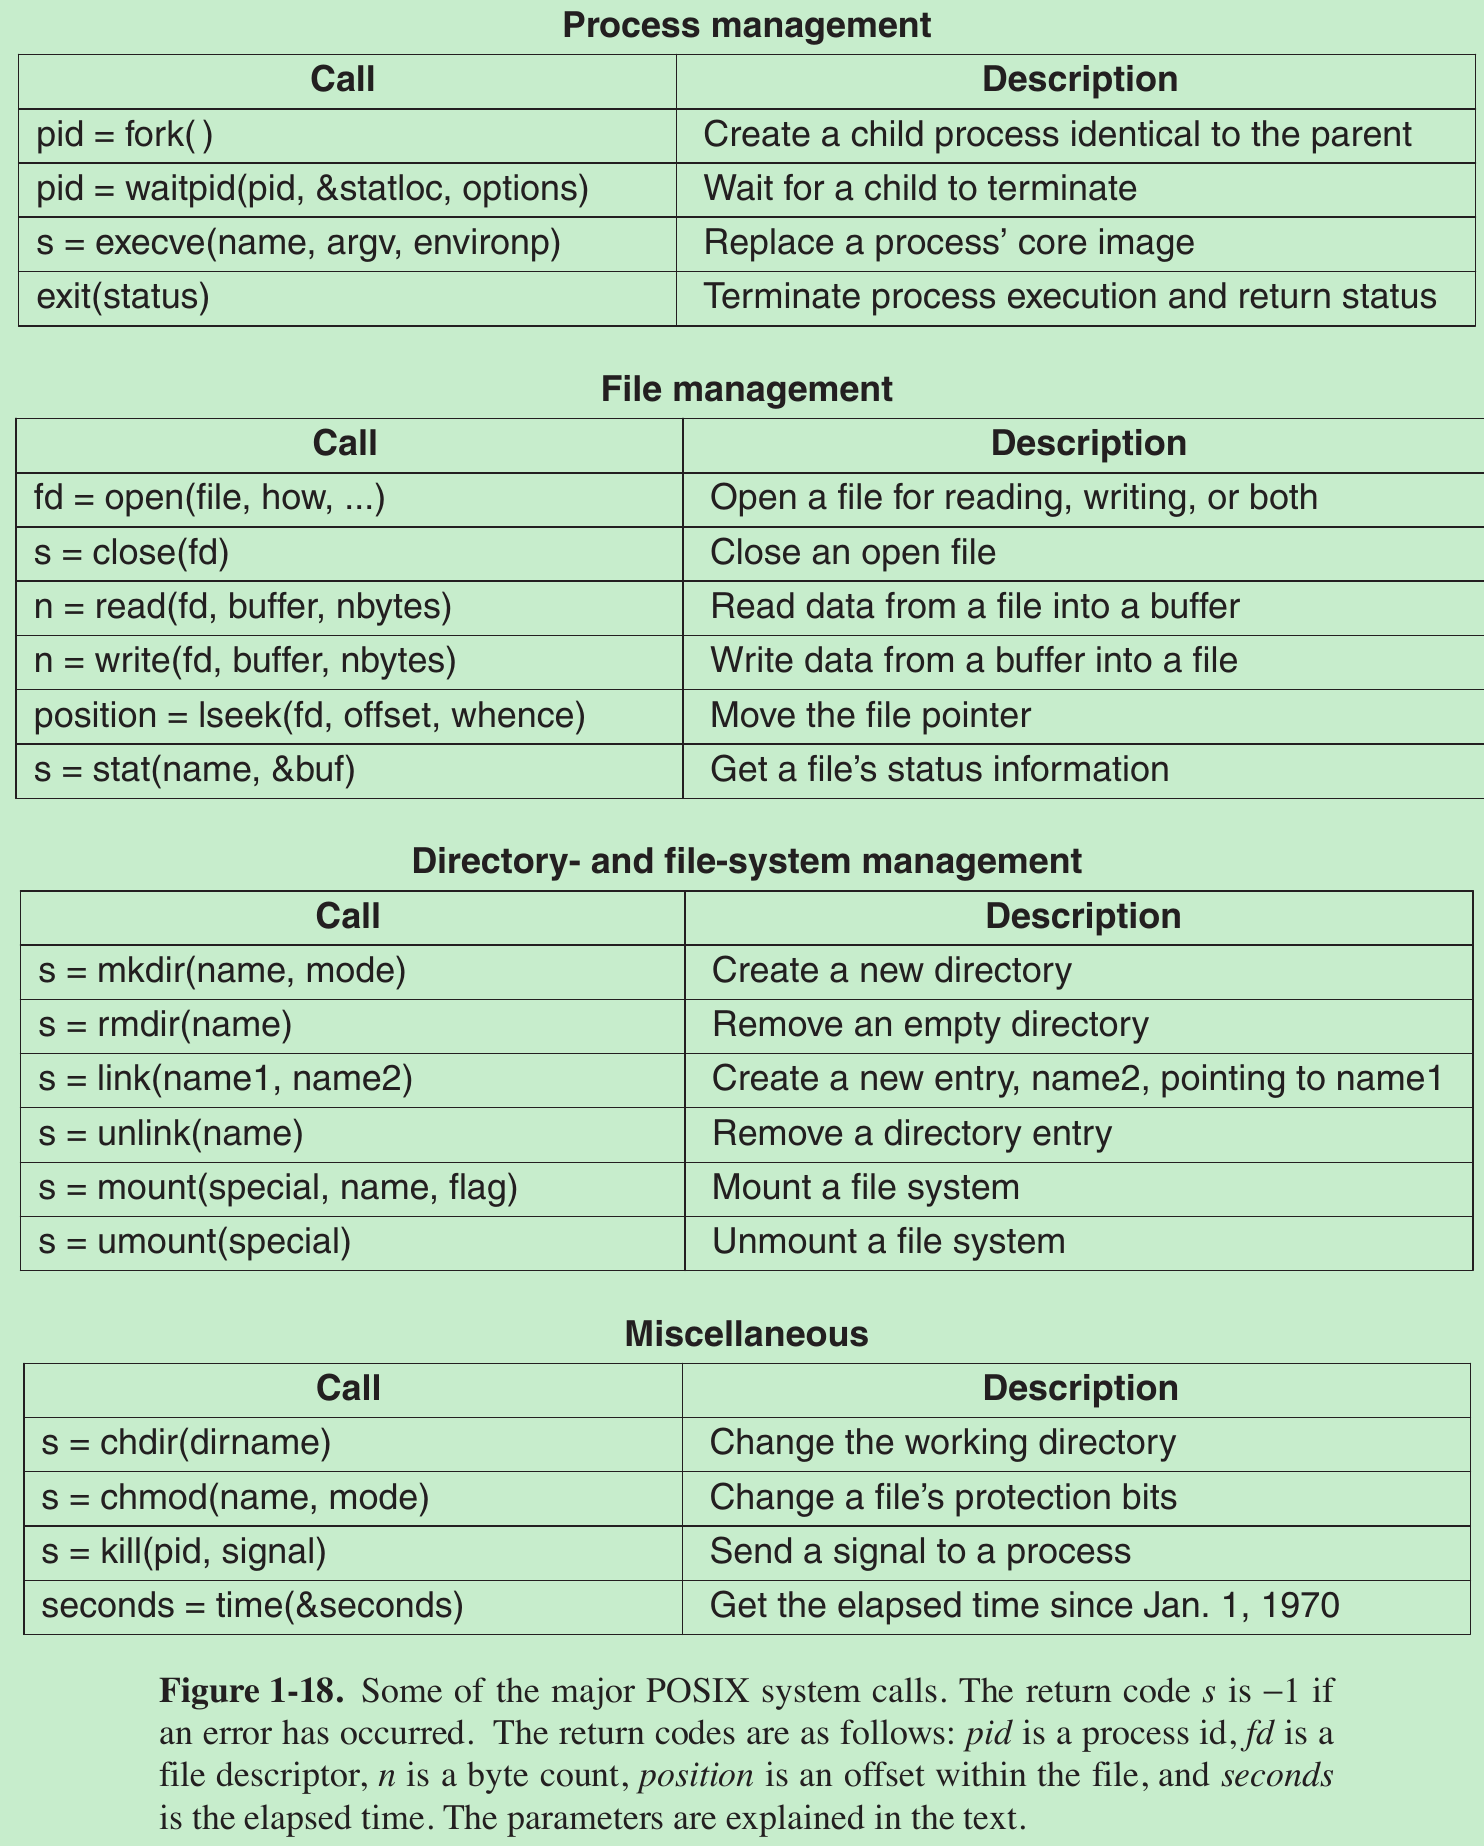 Process management
Call Description
pid = fork( ) Create a child process identical to the parent
pid = waitpid(pid, &statloc, options) Wait for a child to terminate
s = execve(name, argv, environp) Replace a process’ core image
exit(status) Terminate process execution and return status
File management
Call Description
fd = open(file, how, ...) Open a file for reading, writing, or both
s = close(fd) Close an open file
n = read(fd, buffer, nbytes) Read data from a file into a buffer
n = write(fd, buffer, nbytes) Write data from a buffer into a file
position = lseek(fd, offset, whence) Move the file pointer
s = stat(name, &buf) Get a file’s status information
Directory- and file-system management
Call Description
s = mkdir(name, mode) Create a new directory
s = rmdir(name) Remove an empty directory
s = link(name1, name2) Create a new entry, name2, pointing to name1
s = unlink(name) Remove a directory entry
s = mount(special, name, flag) Mount a file system
s = umount(special) Unmount a file system
Miscellaneous
Call Description
s = chdir(dirname) Change the working directory
s = chmod(name, mode) Change a file’s protection bits
s = kill(pid, signal) Send a signal to a process
seconds = time(&seconds) Get the elapsed time since Jan. 1, 1970
Figure 1-18. Some of the major POSIX system calls. The return code s is −1 if
an error has occurred. The return codes are as follows: pid is a process id, fd is a
file descriptor, n is a byte count, position is an offset within the file, and seconds
is the elapsed time. The parameters are explained in the text.